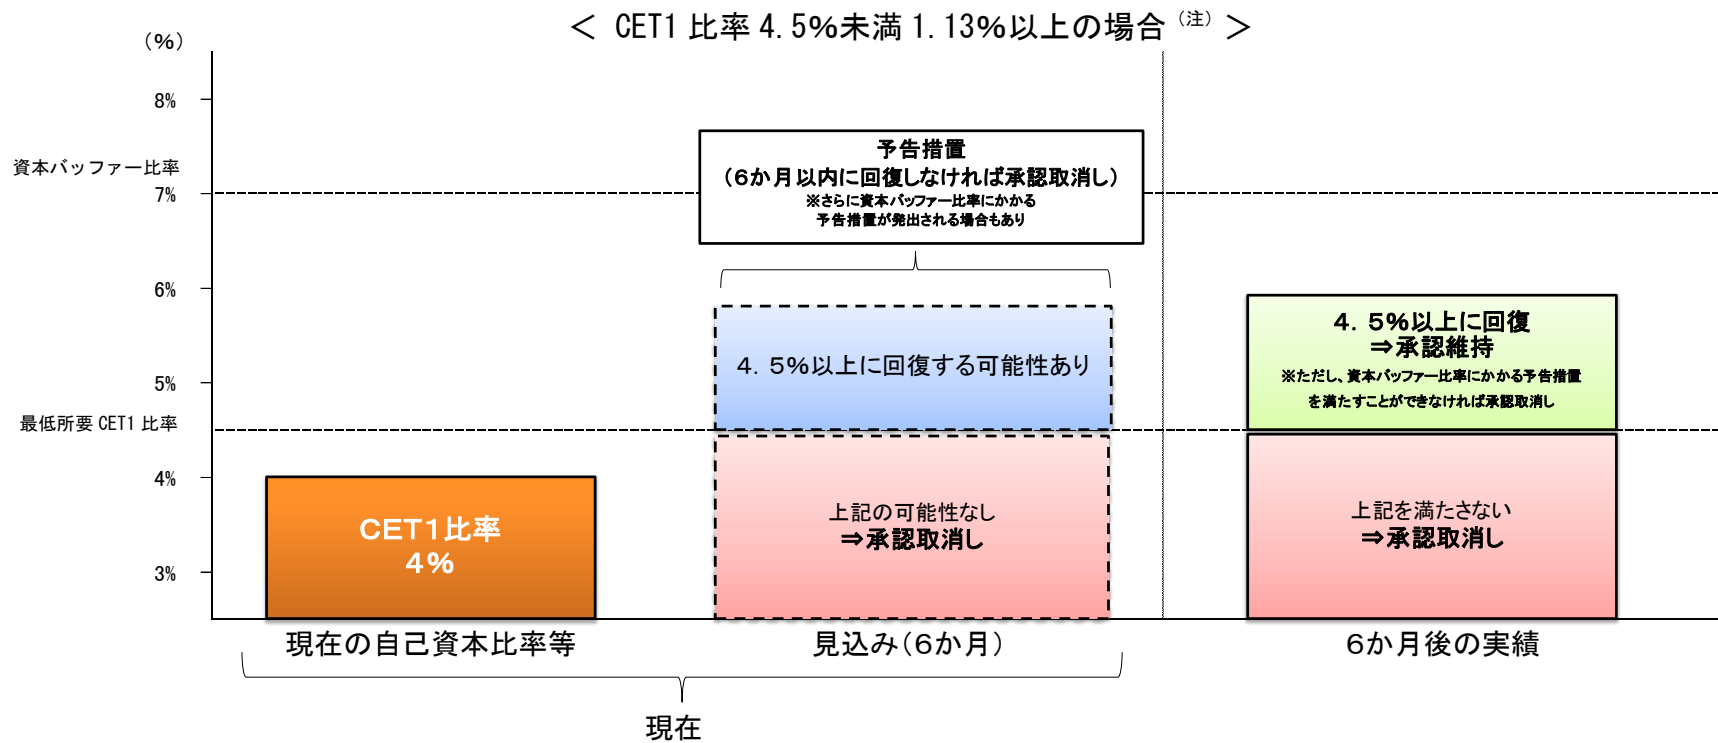 ＜ CET1 比率 4.5%未満 1.13%以上の場合（注）＞
（%）
8%
資本バッファー比率
7%
6%
5%
最低所要 CET1 比率
4%
3%
予告措置
（６か月以内に回復しなければ承認取消し）
※さらに資本バッファー比率にかかる
予告措置が発出される場合もあり
４．５％以上に回復する可能性あり
４．５％以上に回復
⇒承認維持
※ただし、資本バッファー比率にかかる予告措置
を満たすことができなければ承認取消し
ＣＥＴ１比率
４％
上記の可能性なし
⇒承認取消し
上記を満たさない
⇒承認取消し
現在の自己資本比率等
見込み（６か月）
６か月後の実績
現在